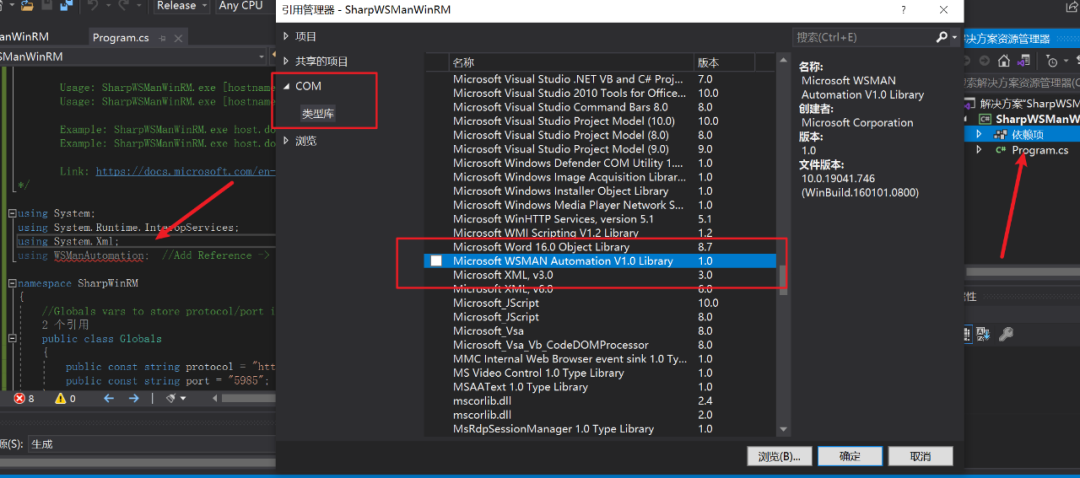 Release
Any CPU
anWinRM
Program.cs
SManWinRM
Usage: SharpWSManWinRM.exe [hostname
Usage: SharpWSManWinRM.exe [hostname
Example: SharpWSManWinRM.exe host.do
Example: SharpWSManWinRM.exe host.do
Link: https://docs.microsoft.com/en-
*/
using System;
using System.Runtime.InteropServices;
using System.Xml;
using WSManAutomation; //Add Reference ->
namespace SharpWinRM
{
//Globals vars to store protocol/port i
2 个引用
public class Globals
{
public const string protocol = "htt
public const string port = "5985";
8
0
源(S):
生成
引用管理器 - SharpWSManWinRM
?
项目
共享的项目
COM
类型库
浏览
搜索(Ctrl+E)
名称
版本
Microsoft Visual Studio .NET VB and C# Proj... 7.0
Microsoft Visual Studio 2010 Tools for Office... 10.0
Microsoft Visual Studio Command Bars 8.0 8.0
Microsoft Visual Studio Project Model (10.0) 10.0
Microsoft Visual Studio Project Model (8.0) 8.0
Microsoft Visual Studio Project Model (9.0) 9.0
Microsoft Windows Defender COM Utility 1.... 1.0
Microsoft Windows Image Acquisition Librar... 1.0
Microsoft Windows Installer Object Library 1.0
Microsoft Windows Media Player Network S... 1.0
Microsoft WinHTTP Services, version 5.1 5.1
Microsoft WMI Scripting V1.2 Library 1.2
Microsoft Word 16.0 Object Library 8.7
Microsoft WSMAN Automation V1.0 Library 1.0
Microsoft XML, v3.0 3.0
Microsoft XML, v6.0 6.0
Microsoft_JScript 10.0
Microsoft_JScript 8.0
Microsoft_Vsa 8.0
Microsoft_Vsa_Vb_CodeDOMProcessor 8.0
MMC Internal Web Browser event sink 1.0 Ty... 1.0
MS Video Control 1.0 Type Library 1.0
MSAAText 1.0 Type Library 1.0
mscorlib.dll 2.4
mscorlib.dll 2.0
MsRdpSessionManager 1.0 Type Library 1.0
名称:
Microsoft WSMAN
Automation V1.0 Library
创建者:
Microsoft Corporation
版本:
1.0
文件版本:
10.0.19041.746
(WinBuild.160101.0800)
浏览(B)...
确定
取消
解决方案资源管理器
搜索解决方案资源管理器(C
解决方案"SharpWSM
SharpWSManW
依赖项
Program.cs
属性